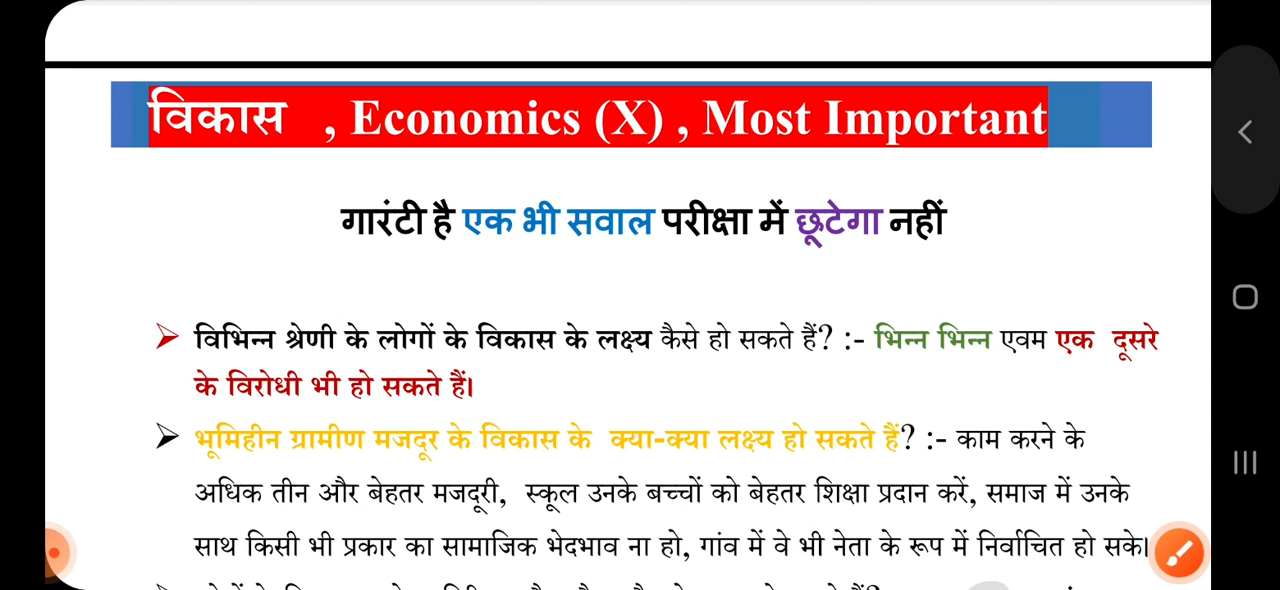 विकास , Economics (X) , Most Important
गारंटी है एक भी सवाल परीक्षा में छूटेगा नहीं
विभिन्न श्रेणी के लोगों के विकास के लक्ष्य कैसे हो सकते हैं? :- भिन्न भिन्न एवम एक दूसरे
के विरोधी भी हो सकते हैं।
भूमिहीन ग्रामीण मजदूर के विकास के क्या-क्या लक्ष्य हो सकते हैं? :- काम करने के
अधिक तीन और बेहतर मजदूरी, स्कूल उनके बच्चों को बेहतर शिक्षा प्रदान करें, समाज में उनके
साथ किसी भी प्रकार का सामाजिक भेदभाव ना हो, गांव में वे भी नेता के रूप में निर्वाचित हो सके।